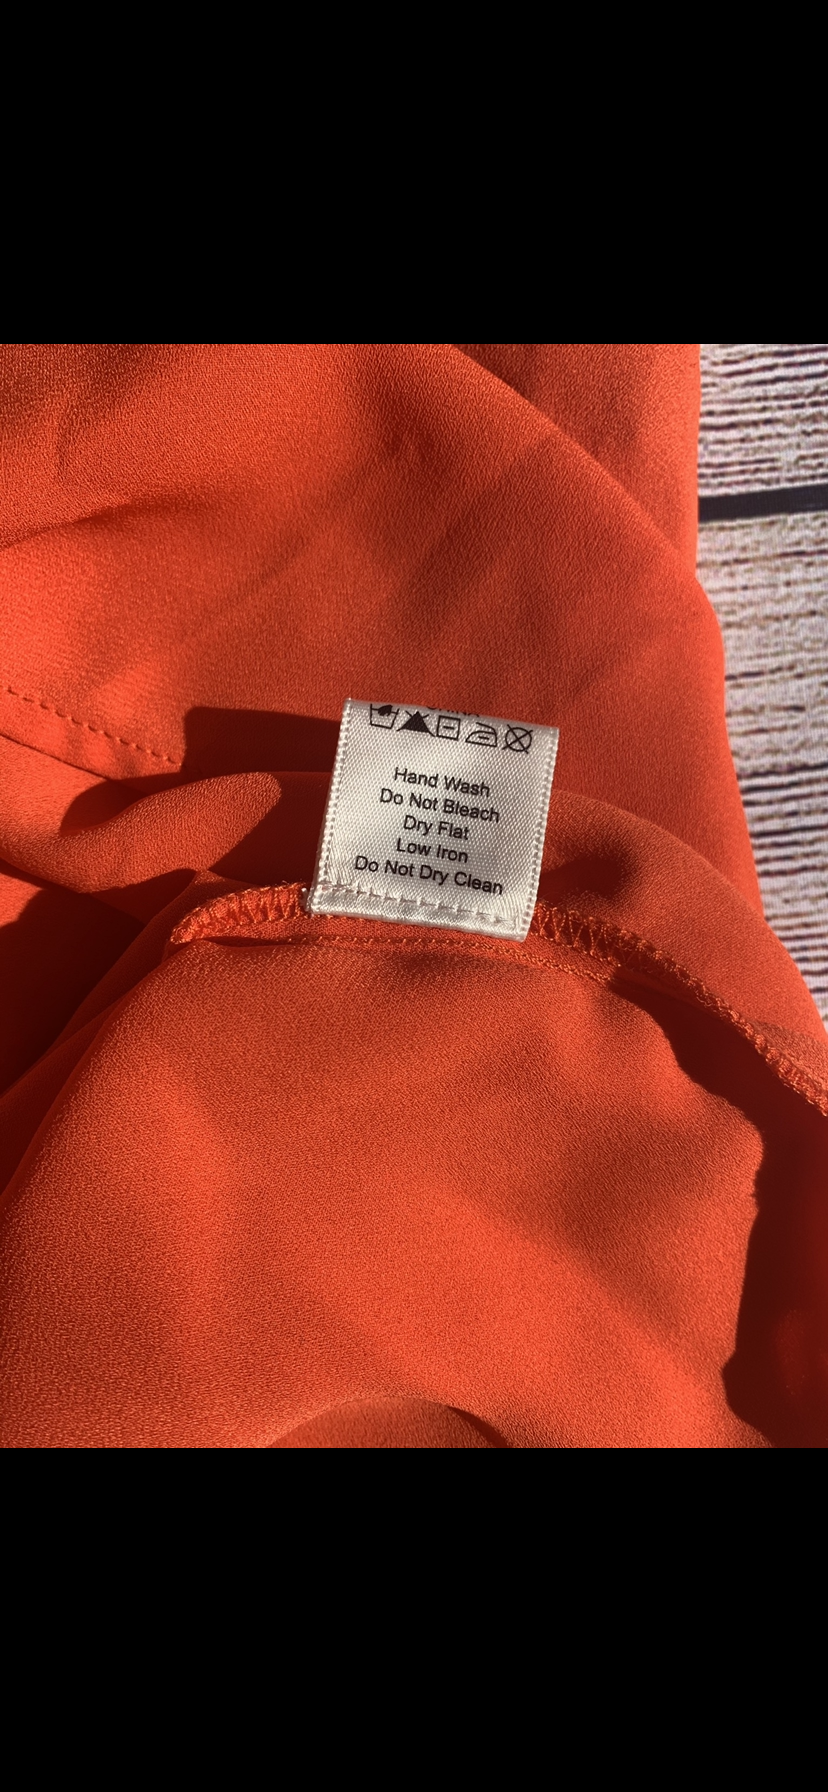 Hand Wash
Do Not Bleach
Dry Flat
Low Iron
Do Not Dry Clean